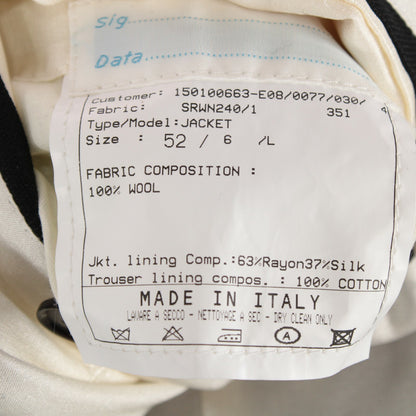 Sig.
Data
Customer: 150100663-E08/0077/030/ 4
Fabric: SRWN240/1 351
Type/Model:JACKET
Size : 52 / 6 /L
FABRIC COMPOSITION :
100% WOOL
Jkt. lining Comp.:63%Rayon37%Silk
Trouser lining compos. : 100% COTTON
MADE IN ITALY
LAVARE A SECCO - NETTOYAGE A SEC - DRY CLEAN ONLY
A